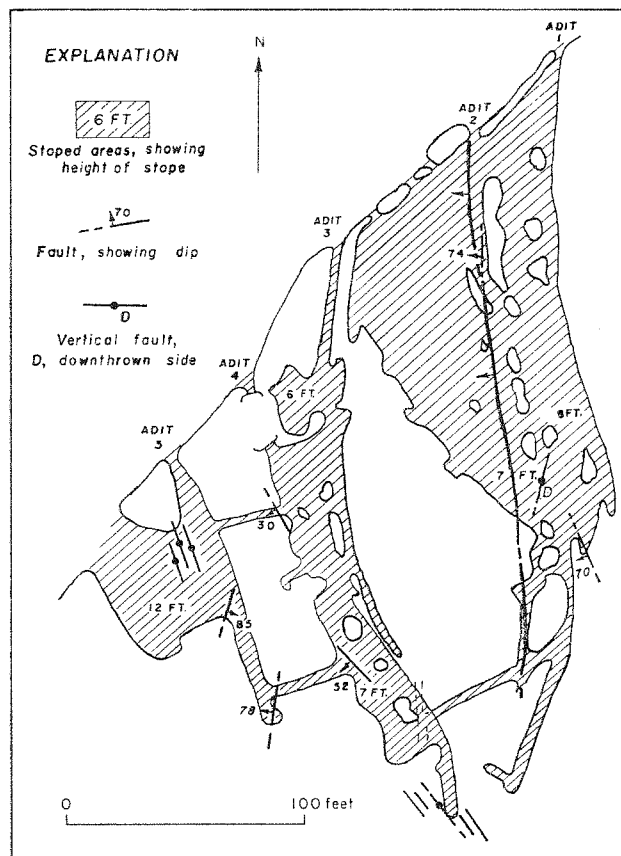 EXPLANATION
6 FT.
Stoped areas, showing
height of stope
70
Fault, showing dip
D
Vertical fault,
D, downthrown side
N
ADIT
1
ADIT
2
ADIT
3
74
ADIT
4
6 FT.
ADIT
3
8 FT.
7 FT.
D
30
70
12 FT.
85
52
7 FT.
78
0
100 feet